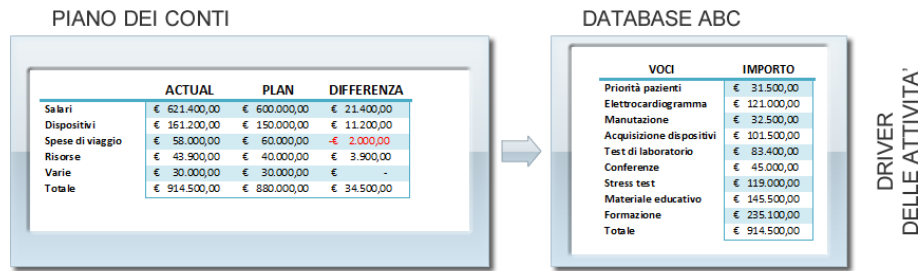 PIANO DEI CONTI
ACTUAL PLAN DIFFERENZA
Salari € 621.400,00 € 600.000,00 € 21.400,00
Dispositivi € 161.200,00 € 150.000,00 € 11.200,00
Spese di viaggio € 58.000,00 € 60.000,00 -€ 2.000,00
Risorse € 43.900,00 € 40.000,00 € 3.900,00
Varie € 30.000,00 € 30.000,00 € -
Totale € 914.500,00 € 880.000,00 € 34.500,00
DATABASE ABC
VOCI IMPORTO
Priorità pazienti € 31.500,00
Elettrocardiogramma € 121.000,00
Manutazione € 32.500,00
Acquisizione dispositivi € 101.500,00
Test di laboratorio € 83.400,00
Conferenze € 45.000,00
Stress test € 119.000,00
Materiale educativo € 145.500,00
Formazione € 235.100,00
Totale € 914.500,00
DRIVER
DELLE ATTIVITA'